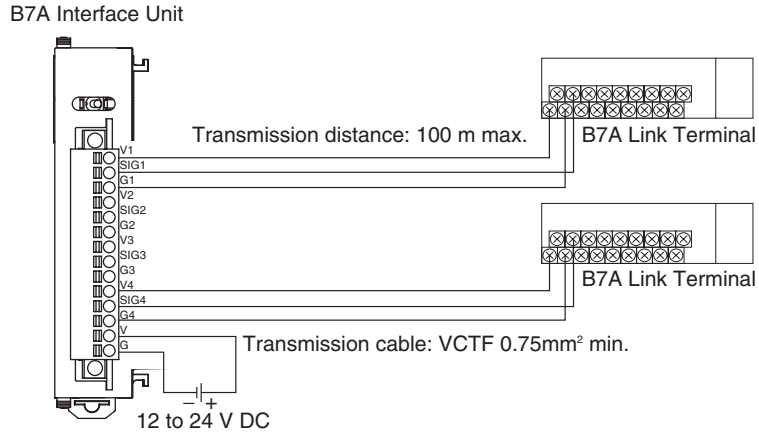 B7A Interface Unit
Transmission distance: 100 m max.
B7A Link Terminal
V1
SIG1
G1
V2
SIG2
G2
V3
SIG3
G3
V4
SIG4
G4
V
G
B7A Link Terminal
Transmission cable: VCTF 0.75mm² min.
− +
12 to 24 V DC